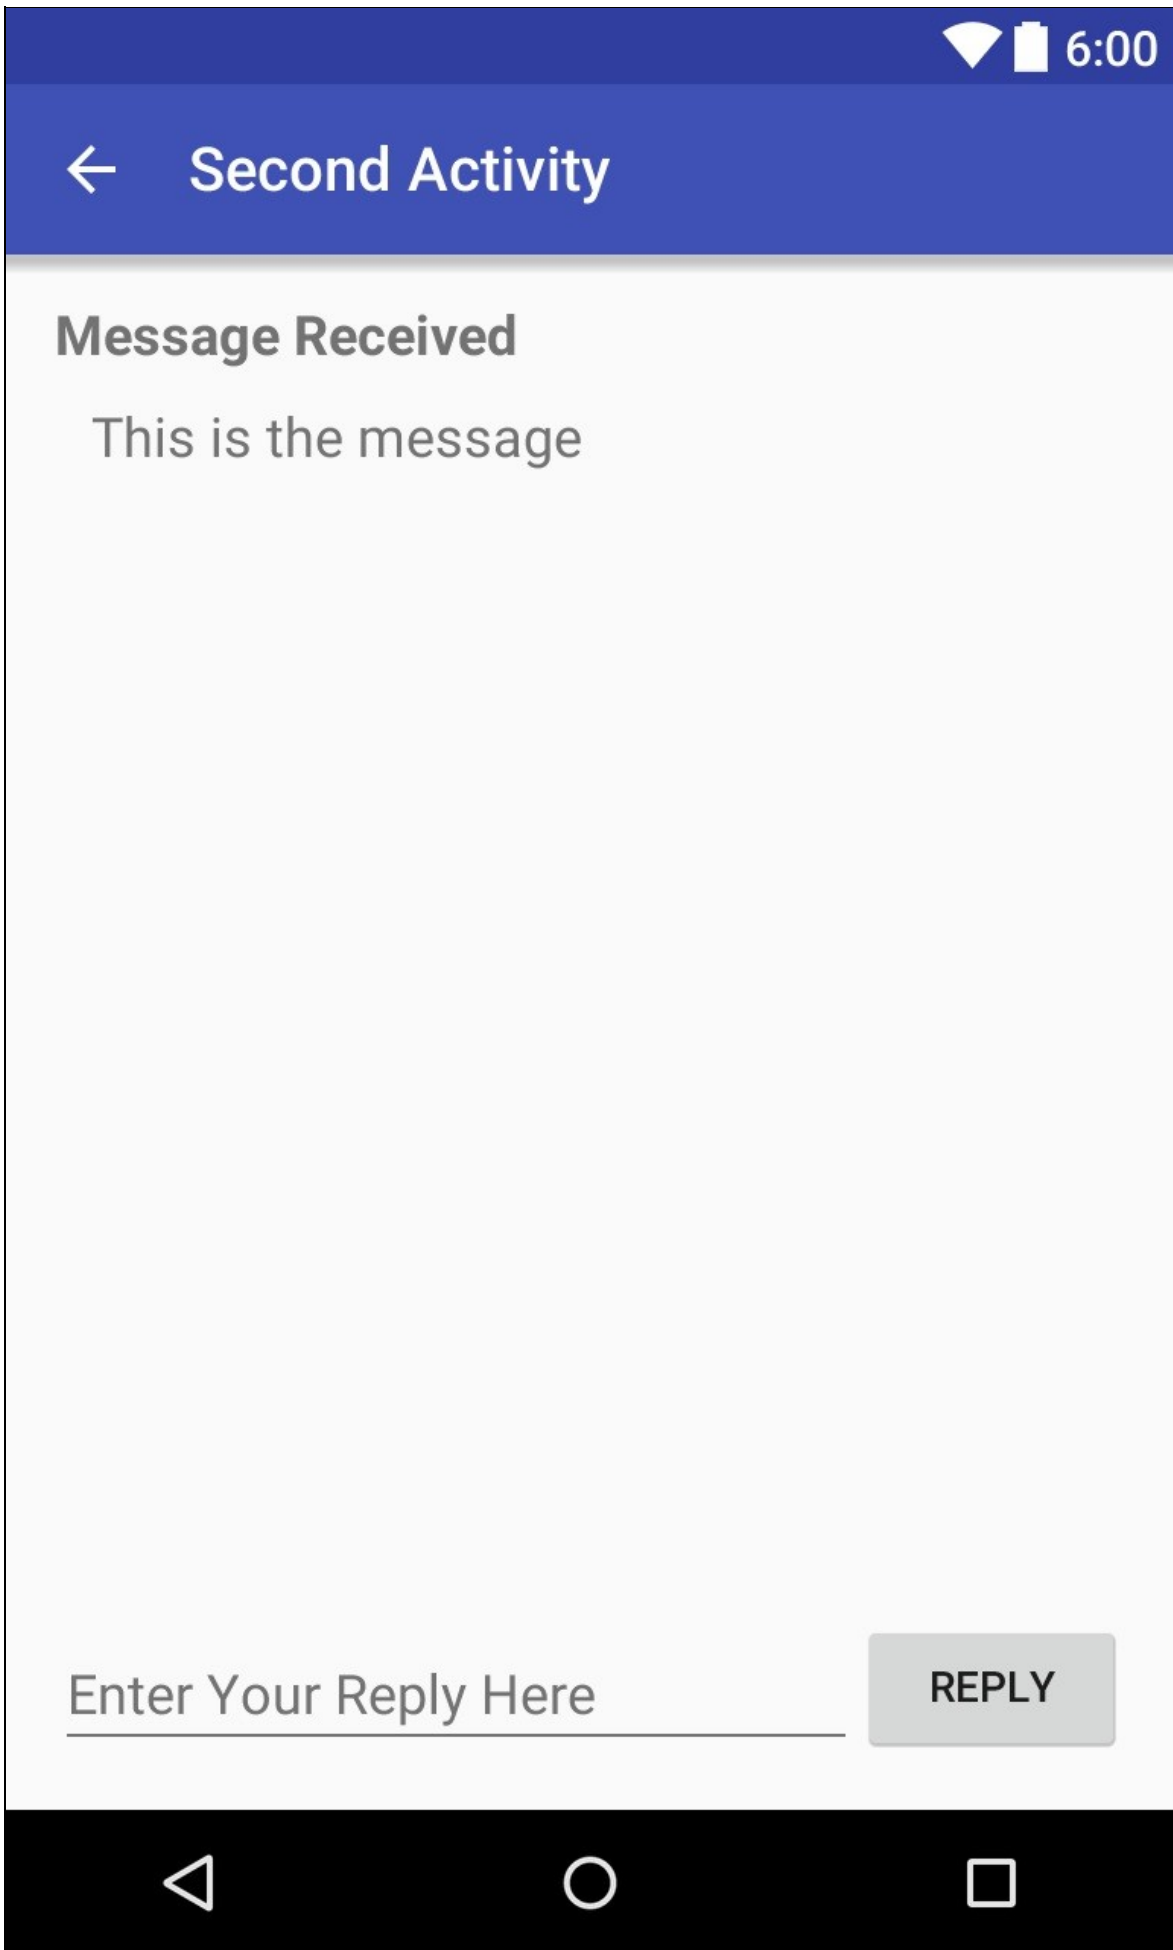 6:00
Second Activity
Message Received
This is the message
Enter Your Reply Here
REPLY